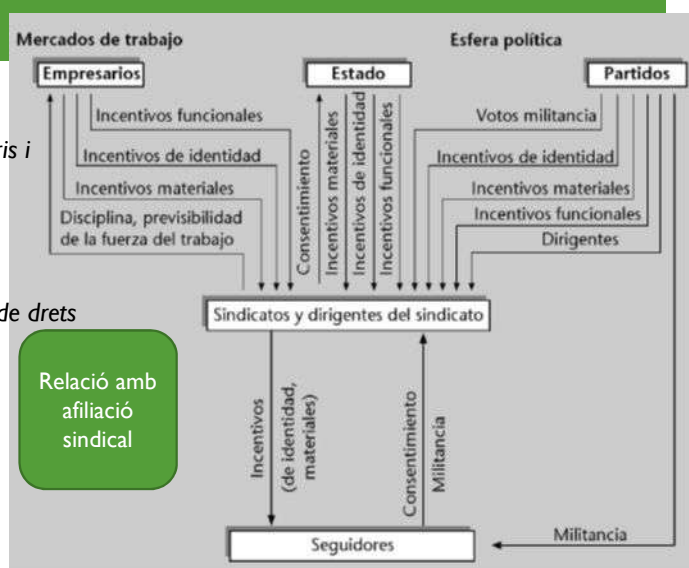 Mercados de trabajo
Esfera política
Empresarios
Estado
Partidos
Incentivos funcionales
Incentivos de identidad
Incentivos materiales
Disciplina, previsibilidad
de la fuerza del trabajo
Consentimiento
Incentivos materiales
Incentivos de identidad
Incentivos funcionales
Votos militancia
Incentivos de identidad
Incentivos materiales
Incentivos funcionales
Dirigentes
is i
de drets
Sindicatos y dirigentes del sindicato
Relació amb
afiliació
sindical
Incentivos
(de identidad,
materiales)
Consentimiento
Militancia
Seguidores
Militancia